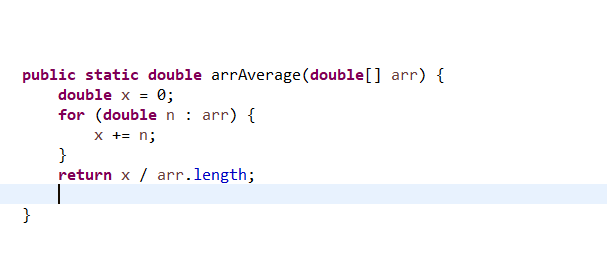 public static double arrAverage(double[] arr) {
    double x = 0;
    for (double n : arr) {
        x += n;
    }
    return x / arr.length;
}